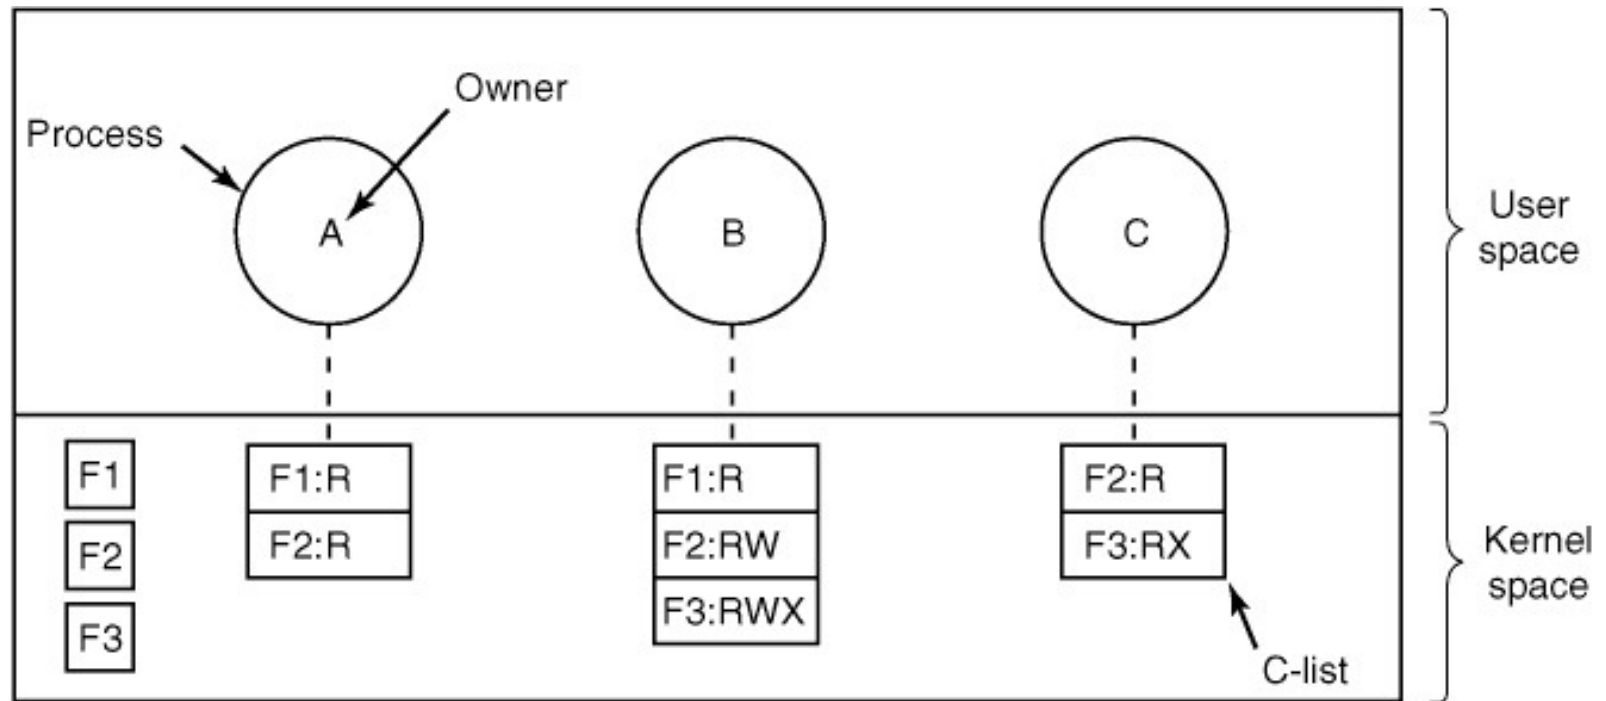 Owner
Process
A
B
C
User
space
F1
F2
F3
F1:R
F2:R
F1:R
F2:RW
F3:RWX
F2:R
F3:RX
C-list
Kernel
space